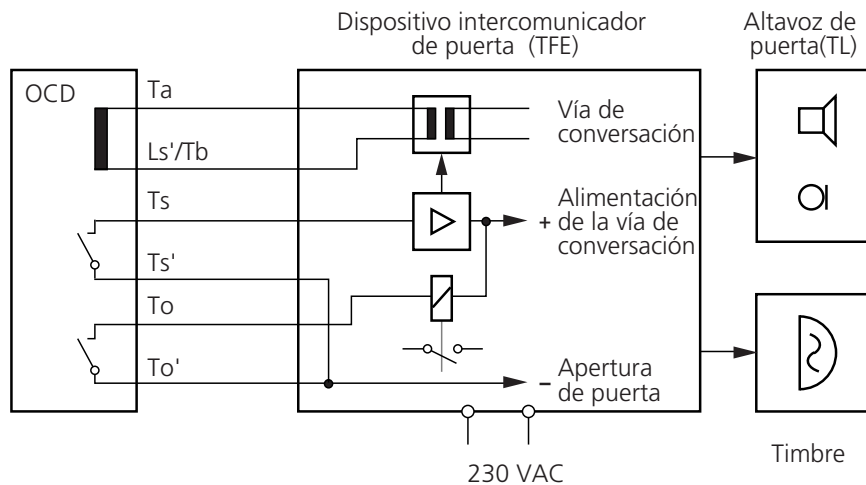 Dispositivo intercomunicador
de puerta (TFE)
Altavoz de
puerta(TL)
OCD
Ta
Ls'/Tb
Ts
Ts'
To
To'
Vía de
conversación
Alimentación
+ de la vía de
conversación
Apertura
– de puerta
230 VAC
Timbre